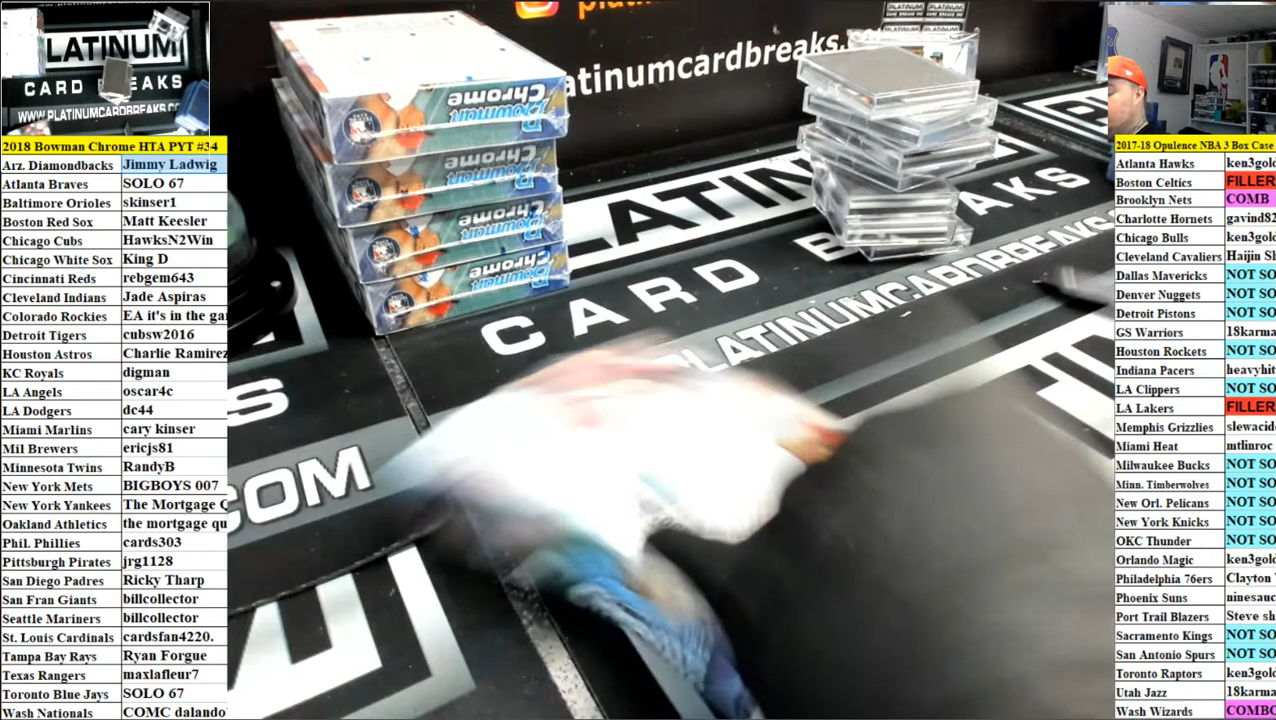 PLATINUM
CARD BREAKS
WWW.PLATINUMCARDBREAKS.CO
2018 Bowman Chrome HTA PYT #34
Arz. Diamondbacks Jimmy Ladwig
Atlanta Braves SOLO 67
Baltimore Orioles skinser1
Boston Red Sox Matt Keesler
Chicago Cubs HawksN2Win
Chicago White Sox King D
Cincinnati Reds rebgem643
Cleveland Indians Jade Aspiras
Colorado Rockies EA it's in the gar
Detroit Tigers cubsw2016
Houston Astros Charlie Ramirez
KC Royals digman
LA Angels oscar4c
LA Dodgers dc44
Miami Marlins cary kinser
Mil Brewers ericjs81
Minnesota Twins RandyB
New York Mets BIGBOYS 007
New York Yankees The Mortgage
Oakland Athletics the mortgage qu
Phil. Phillies cards303
Pittsburgh Pirates jrg1128
San Diego Padres Ricky Tharp
San Fran Giants billcollector
Seattle Mariners billcollector
St. Louis Cardinals cardsfan4220.
Tampa Bay Rays Ryan Forgue
Texas Rangers maxlafleur7
Toronto Blue Jays SOLO 67
Wash Nationals COMC dalando
atinumcardbreaks.co
Bowman Chrome
Bowman Chrome
Bowman Chrome
Bowman Chrome
LATIN
CARD B AKS
PLATINUMCARDBREAKS
S
.COM
2017-18 Opulence NBA 3 Box Case
Atlanta Hawks ken3gold
Boston Celtics FILLER
Brooklyn Nets COMB
Charlotte Hornets gavind82
Chicago Bulls ken3gol
Cleveland Cavaliers Haijin Sh
Dallas Mavericks NOT SO
Denver Nuggets NOT SO
Detroit Pistons NOT SO
GS Warriors 18karma
Houston Rockets NOT SO
Indiana Pacers heavyhit
LA Clippers NOT SO
LA Lakers FILLER
Memphis Grizzlies slewacid
Miami Heat mtlinroc
Milwaukee Bucks NOT SO
Minn. Timberwolves NOT SO
New Orl. Pelicans NOT SO
New York Knicks NOT SO
OKC Thunder NOT SO
Orlando Magic ken3gol
Philadelphia 76ers Clayton
Phoenix Suns ninesauc
Port Trail Blazers Steve sh
Sacramento Kings NOT SO
San Antonio Spurs NOT SO
Toronto Raptors ken3gol
Utah Jazz 18karma
Wash Wizards COMBO